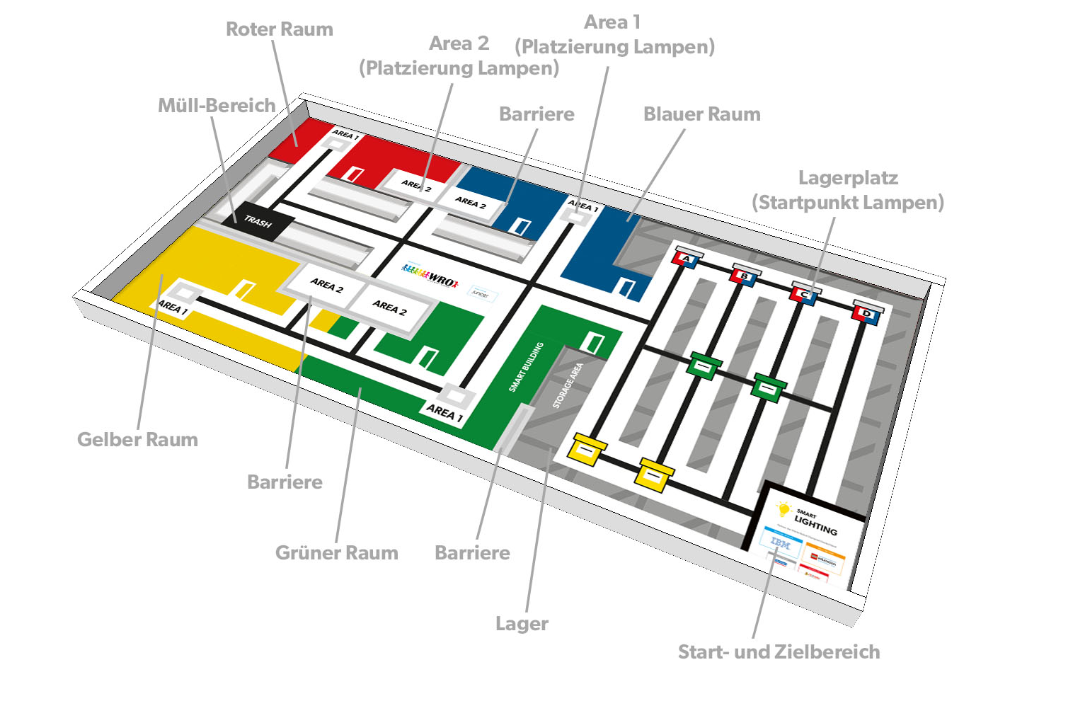 Roter Raum
Area 2
(Platzierung Lampen)
Area 1
(Platzierung Lampen)
Müll-Bereich
Barriere
Blauer Raum
Lagerplatz
(Startpunkt Lampen)
AREA 1
AREA 2
AREA 2
AREA 1
TRASH
WRO
A
B
C
D
AREA 2
AREA 2
AREA 1
AREA 1
SMART BUILDING
STORAGE AREA
Gelber Raum
Barriere
Grüner Raum
Barriere
Lager
SMART
LIGHTING
IBM
Start- und Zielbereich